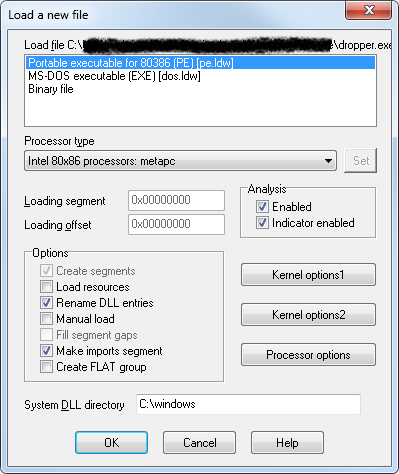 Load a new file
Load file C:\
\dropper.exe
Portable executable for 80386 (PE) [pe.ldw]
MS-DOS executable (EXE) [dos.ldw]
Binary file
Processor type
Intel 80x86 processors: metapc
Set
Loading segment 0x00000000
Loading offset 0x00000000
Analysis
Enabled
Indicator enabled
Options
Create segments
Load resources
Rename DLL entries
Manual load
Fill segment gaps
Make imports segment
Create FLAT group
Kernel options1
Kernel options2
Processor options
System DLL directory C:\windows
OK Cancel Help